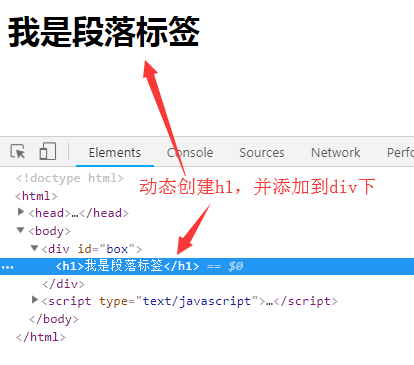 我是段落标签
Elements Console Sources Network Perfo
动态创建h1，并添加到div下
<!doctype html>
<html>
<head>…</head>
<body>
<div id="box">
<h1>我是段落标签</h1> == $0
</div>
<script type="text/javascript">…</script>
</body>
</html>